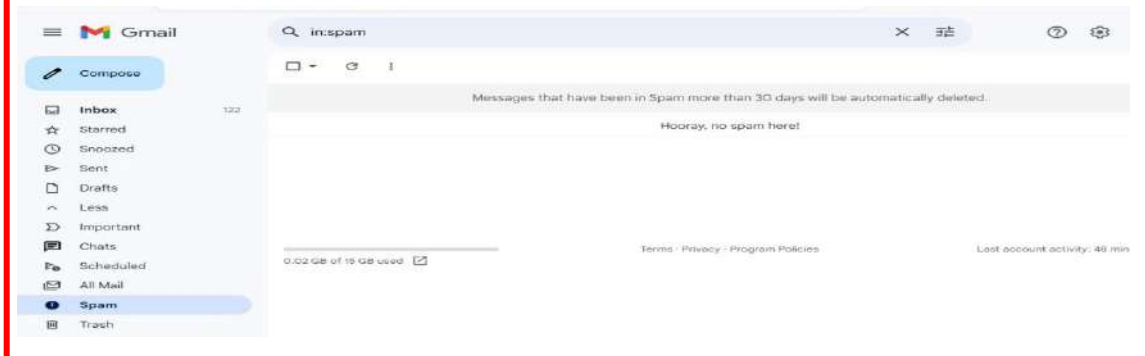 Gmail
in:spam
Compose
Messages that have been in Spam more than 30 days will be automatically deleted.
Inbox 122
Hooray, no spam here!
Starred
Snoozed
Sent
Drafts
Less
Important
Chats
Terms · Privacy · Program Policies
Last account activity: 48 min
0.02 GB of 15 GB used
Scheduled
All Mail
Spam
Trash